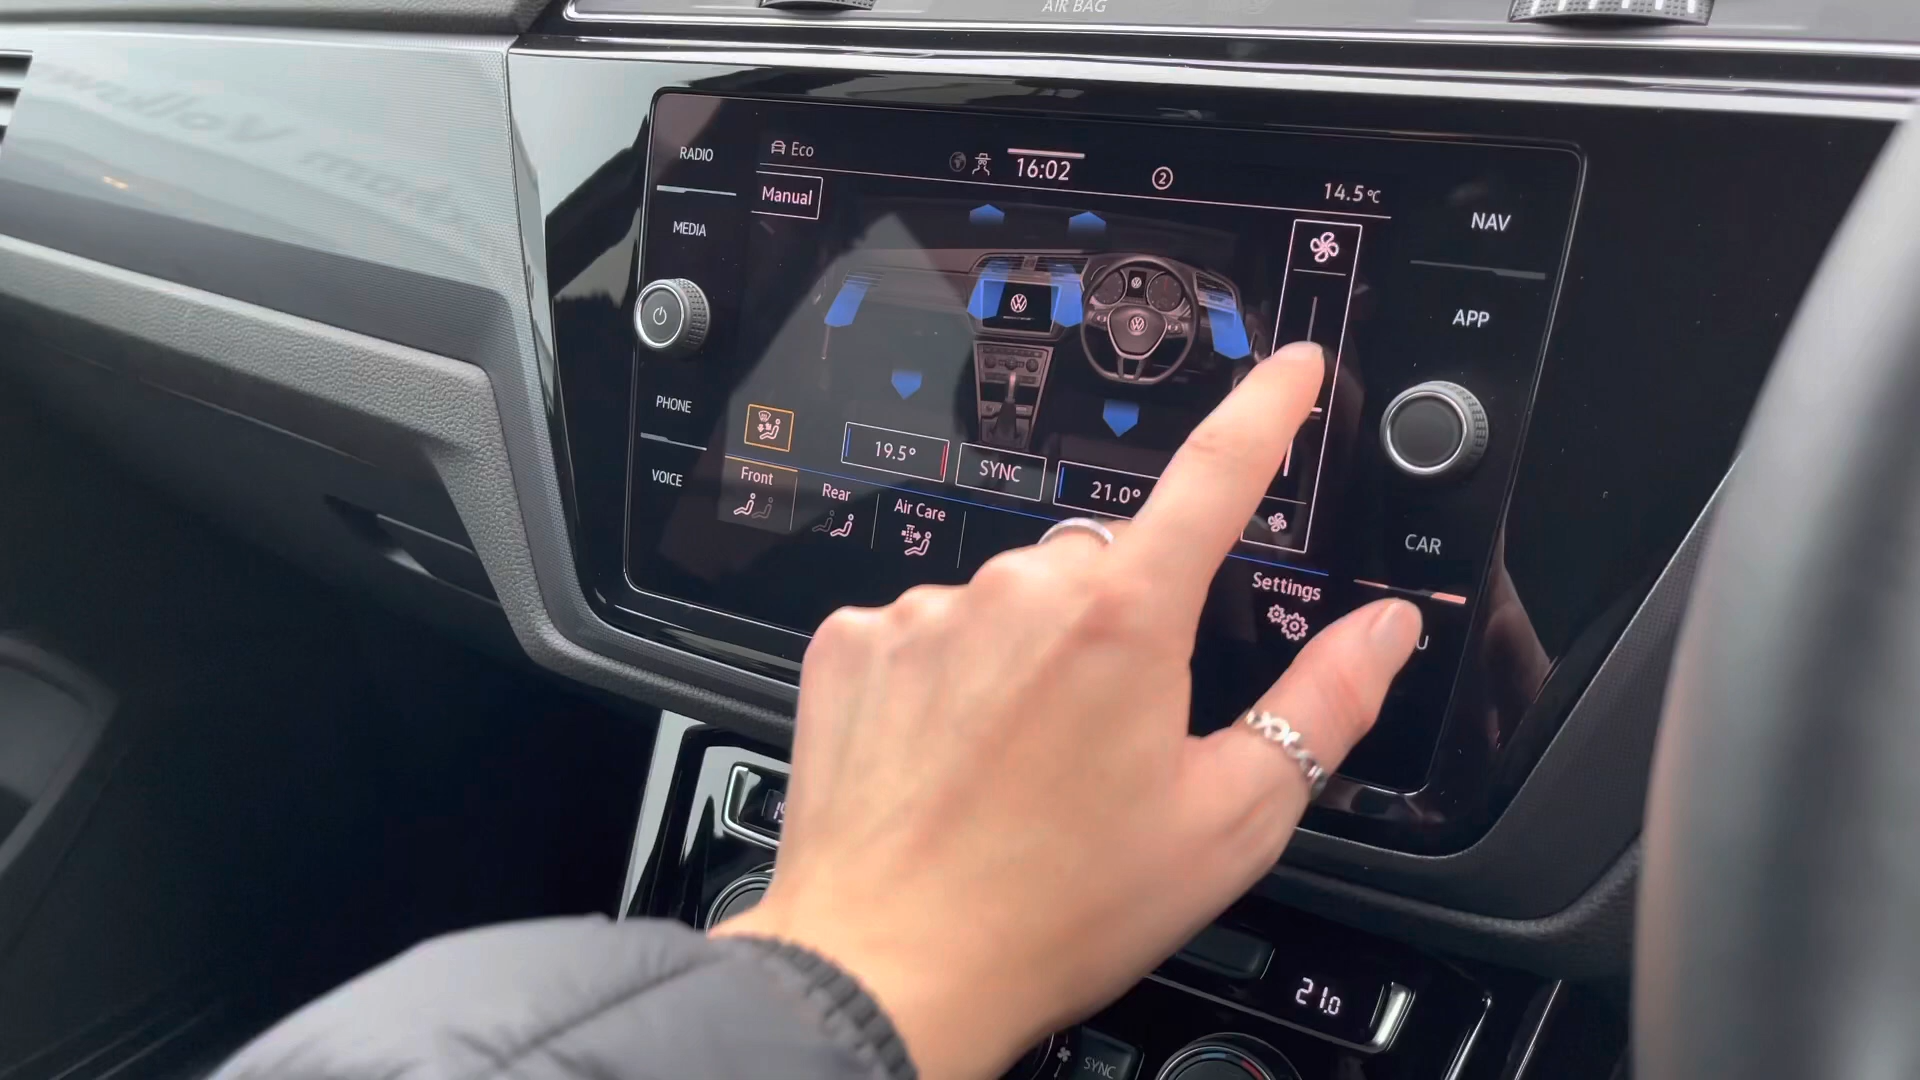 AIR BAG
RADIO
MEDIA
PHONE
VOICE
Eco
16:02
2
14.5°C
Manual
19.5°
SYNC
21.0°
Front
Rear
Air Care
Settings
NAV
APP
CAR
21.0
SYNC